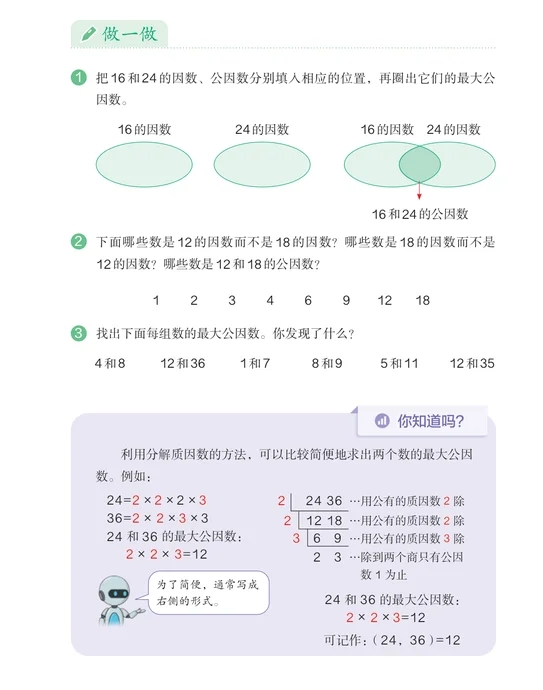 做一做
1 把16和24的因数、公因数分别填入相应的位置，再圈出它们的最大公
因数。
16的因数 24的因数 16的因数 24的因数
16和24的公因数
2 下面哪些数是12的因数而不是18的因数？哪些数是18的因数而不是
12的因数？哪些数是12和18的公因数？
1 2 3 4 6 9 12 18
3 找出下面每组数的最大公因数。你发现了什么？
4和8 12和36 1和7 8和9 5和11 12和35
你知道吗？
利用分解质因数的方法，可以比较简便地求出两个数的最大公因
数。例如：
24=2×2×2×3
36=2×2×3×3
24和36的最大公因数：
2×2×3=12
为了简便，通常写成
右侧的形式。
2 24 36 …用公有的质因数2除
2 12 18 …用公有的质因数2除
3 6 9 …用公有的质因数3除
2 3 …除到两个商只有公因
数1为止
24和36的最大公因数：
2×2×3=12
可记作：（24，36）=12